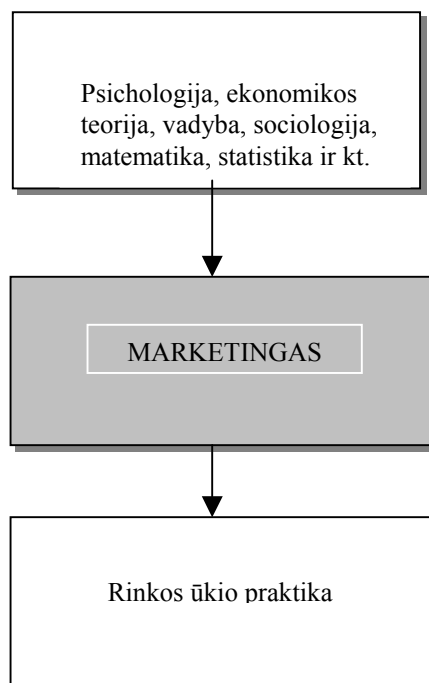 Psichologija, ekonomikos
teorija, vadyba, sociologija,
matematika, statistika ir kt.
MARKETINGAS
Rinkos ūkio praktika